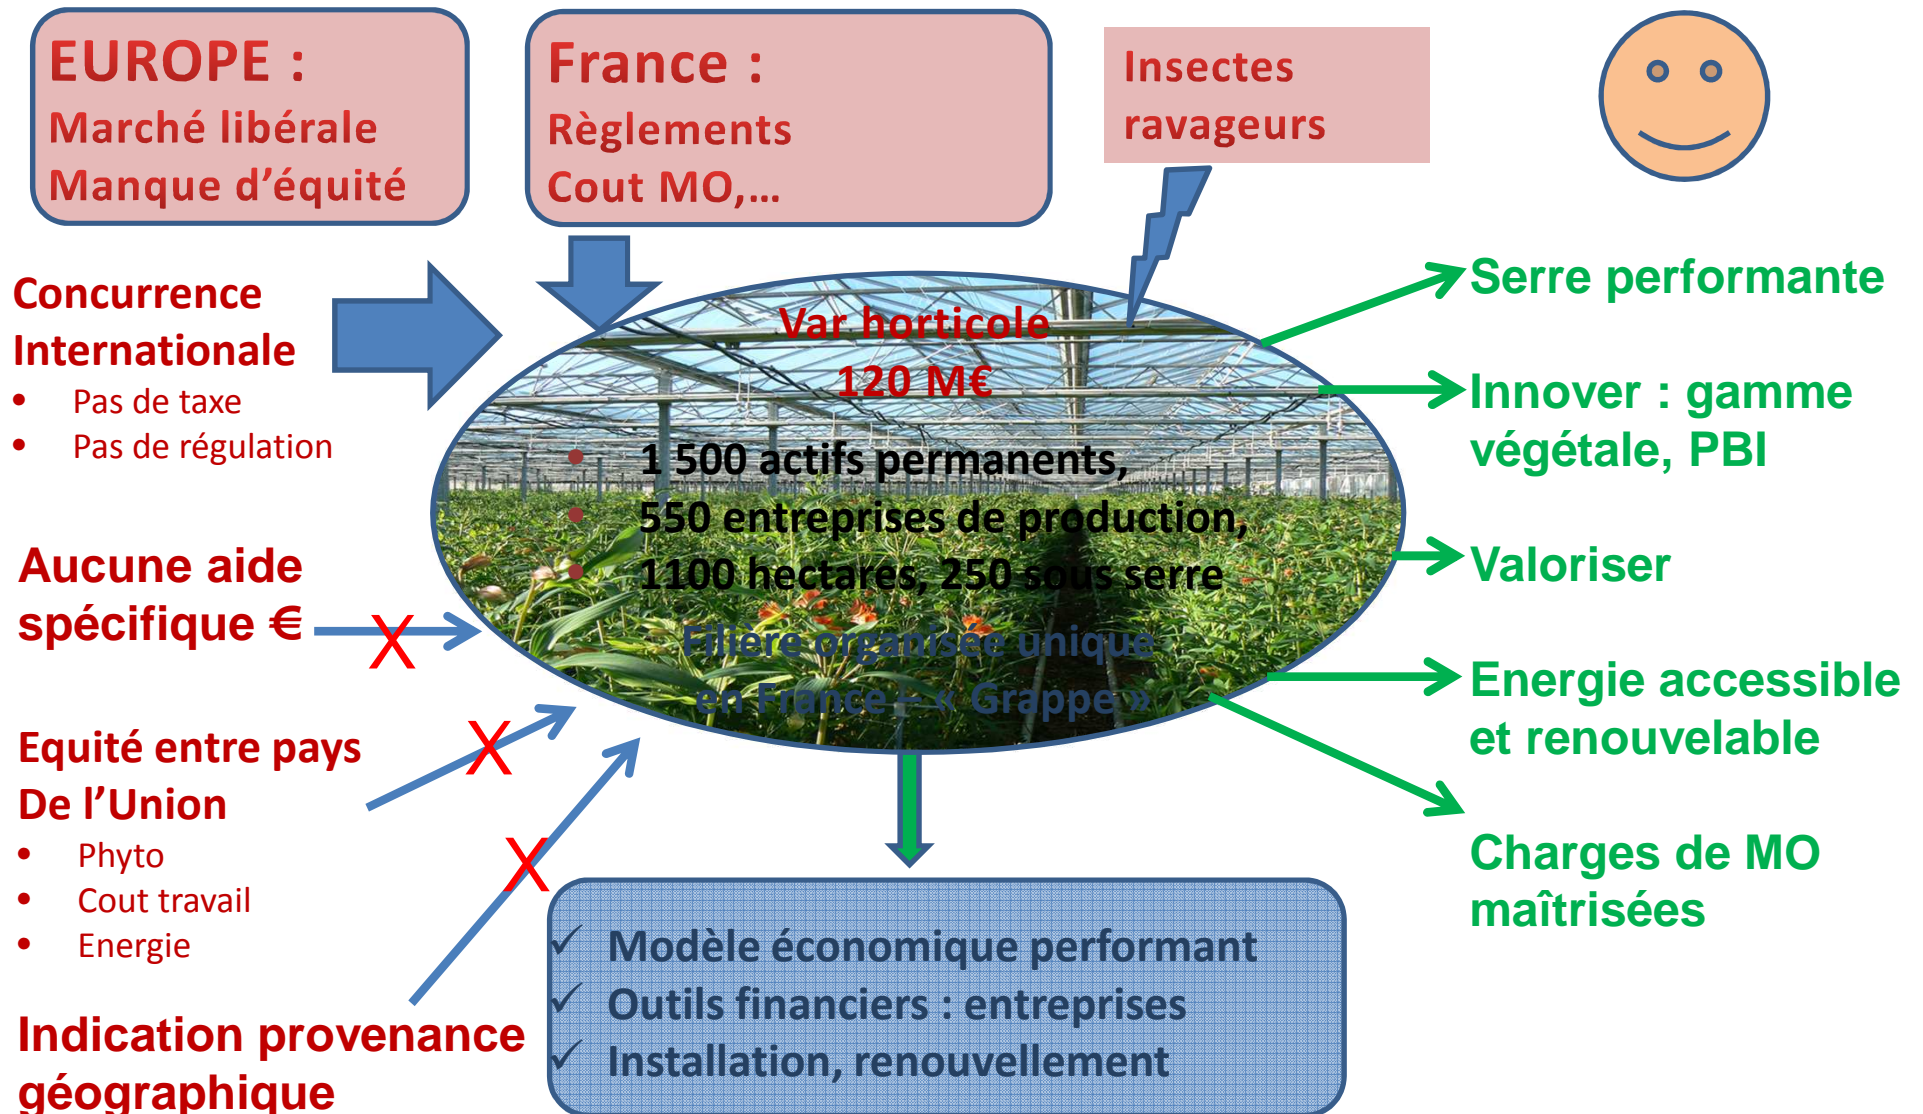 EUROPE :
Marché libérale
Manque d’équité
France :
Règlements
Cout MO,...
Insectes
ravageurs
Concurrence
Internationale
• Pas de taxe
• Pas de régulation
Aucune aide
spécifique €
X
Equité entre pays
De l’Union
• Phyto
• Cout travail
• Energie
X
Indication provenance
géographique
X
Var horticole
120 M€
• 1 500 actifs permanents,
• 550 entreprises de production,
• 1100 hectares, 250 sous serre
Filière organisée unique
en France – « Grappe »
Serre performante
Innover : gamme
végétale, PBI
Valoriser
Energie accessible
et renouvelable
Charges de MO
maîtrisées
✓ Modèle économique performant
✓ Outils financiers : entreprises
✓ Installation, renouvellement